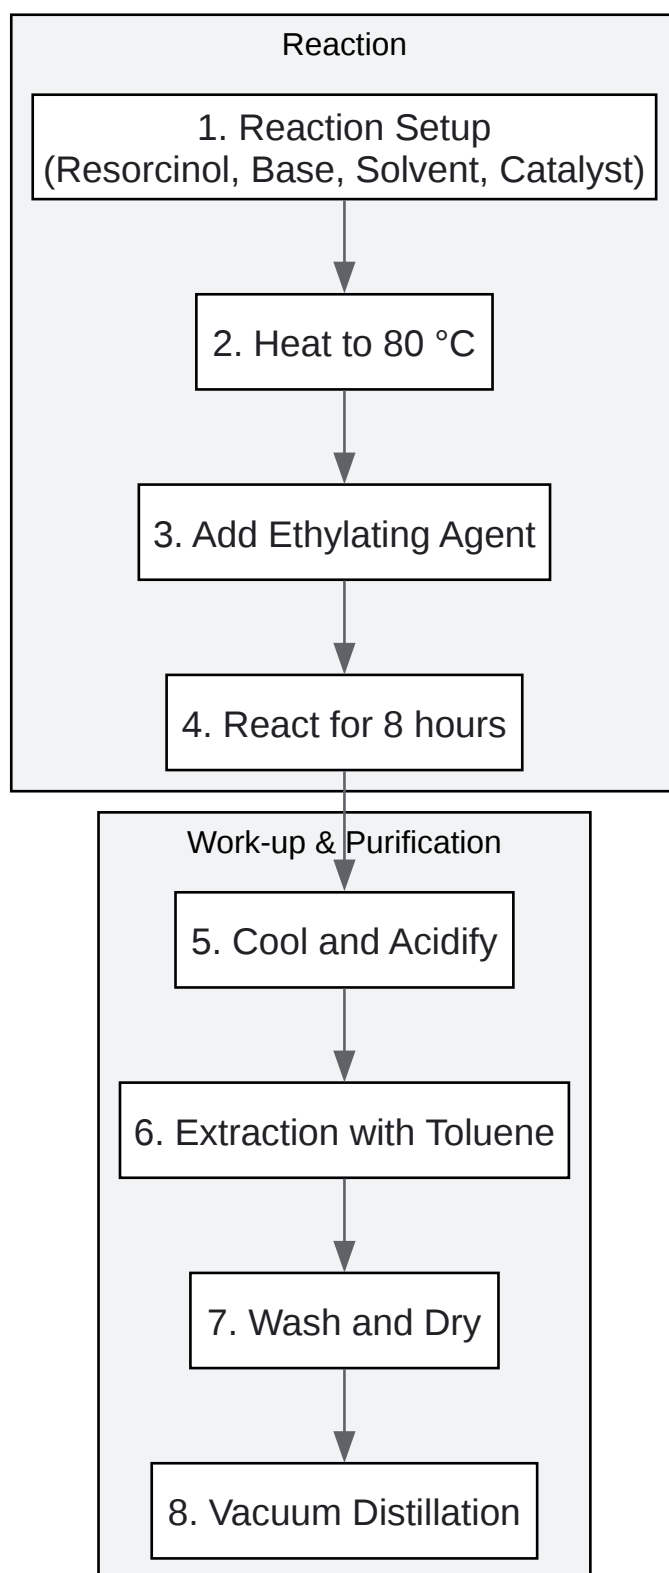 Reaction
1. Reaction Setup
(Resorcinol, Base, Solvent, Catalyst)
2. Heat to 80 °C
3. Add Ethylating Agent
4. React for 8 hours
Work-up & Purification
5. Cool and Acidify
6. Extraction with Toluene
7. Wash and Dry
8. Vacuum Distillation